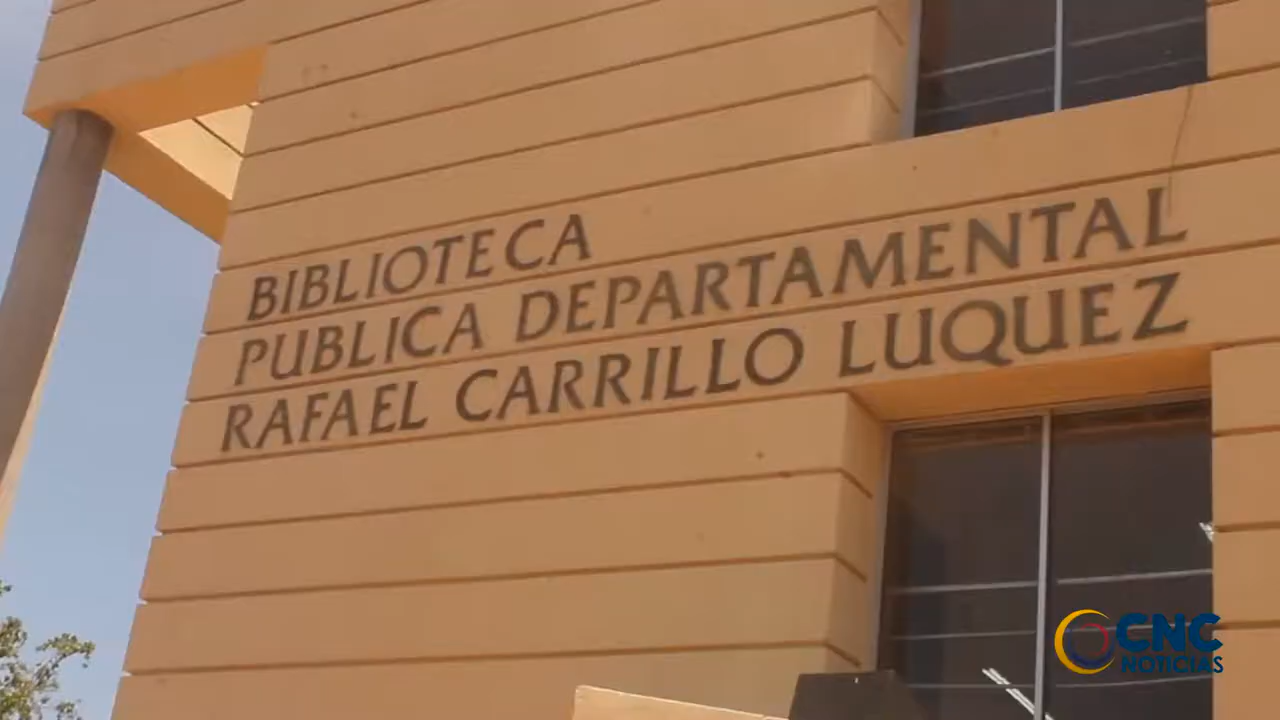 BIBLIOTECA
PUBLICA DEPARTAMENTAL
RAFAEL CARRILLO LUQUEZ
CNC
NOTICIAS